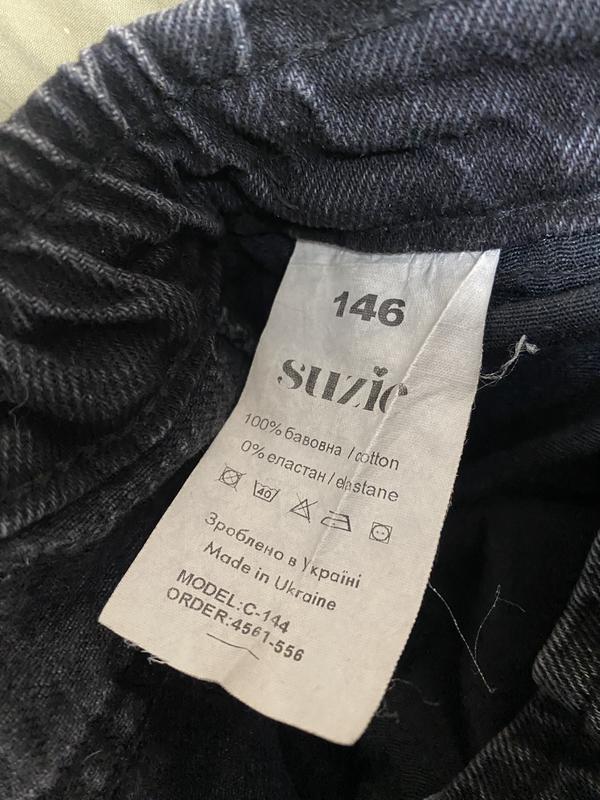 146
suzie
100% бавовна / cotton
0% еластан / elastane
40
Зроблено в Україні
Made in Ukraine
MODEL:C-144
ORDER:4561-556